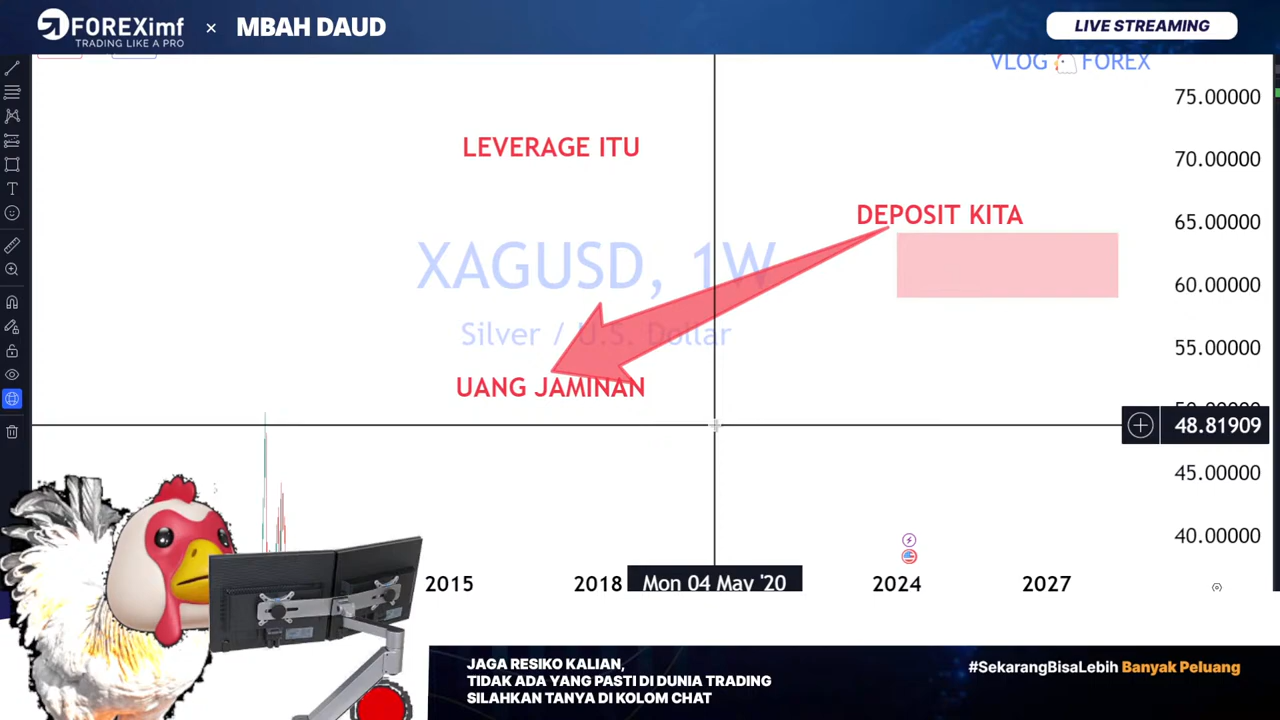 FOREXimf
TRADING LIKE A PRO
×
MBAH DAUD
LIVE STREAMING
VLOG FOREX
75.00000
LEVERAGE ITU
70.00000
DEPOSIT KITA
65.00000
XAGUSD, 1W
60.00000
Silver / U.S. Dollar
55.00000
UANG JAMINAN
48.81909
45.00000
40.00000
2015
2018
Mon 04 May '20
2024
2027
JAGA RESIKO KALIAN,
TIDAK ADA YANG PASTI DI DUNIA TRADING
SILAHKAN TANYA DI KOLOM CHAT
#SekarangBisaLebih Banyak Peluang